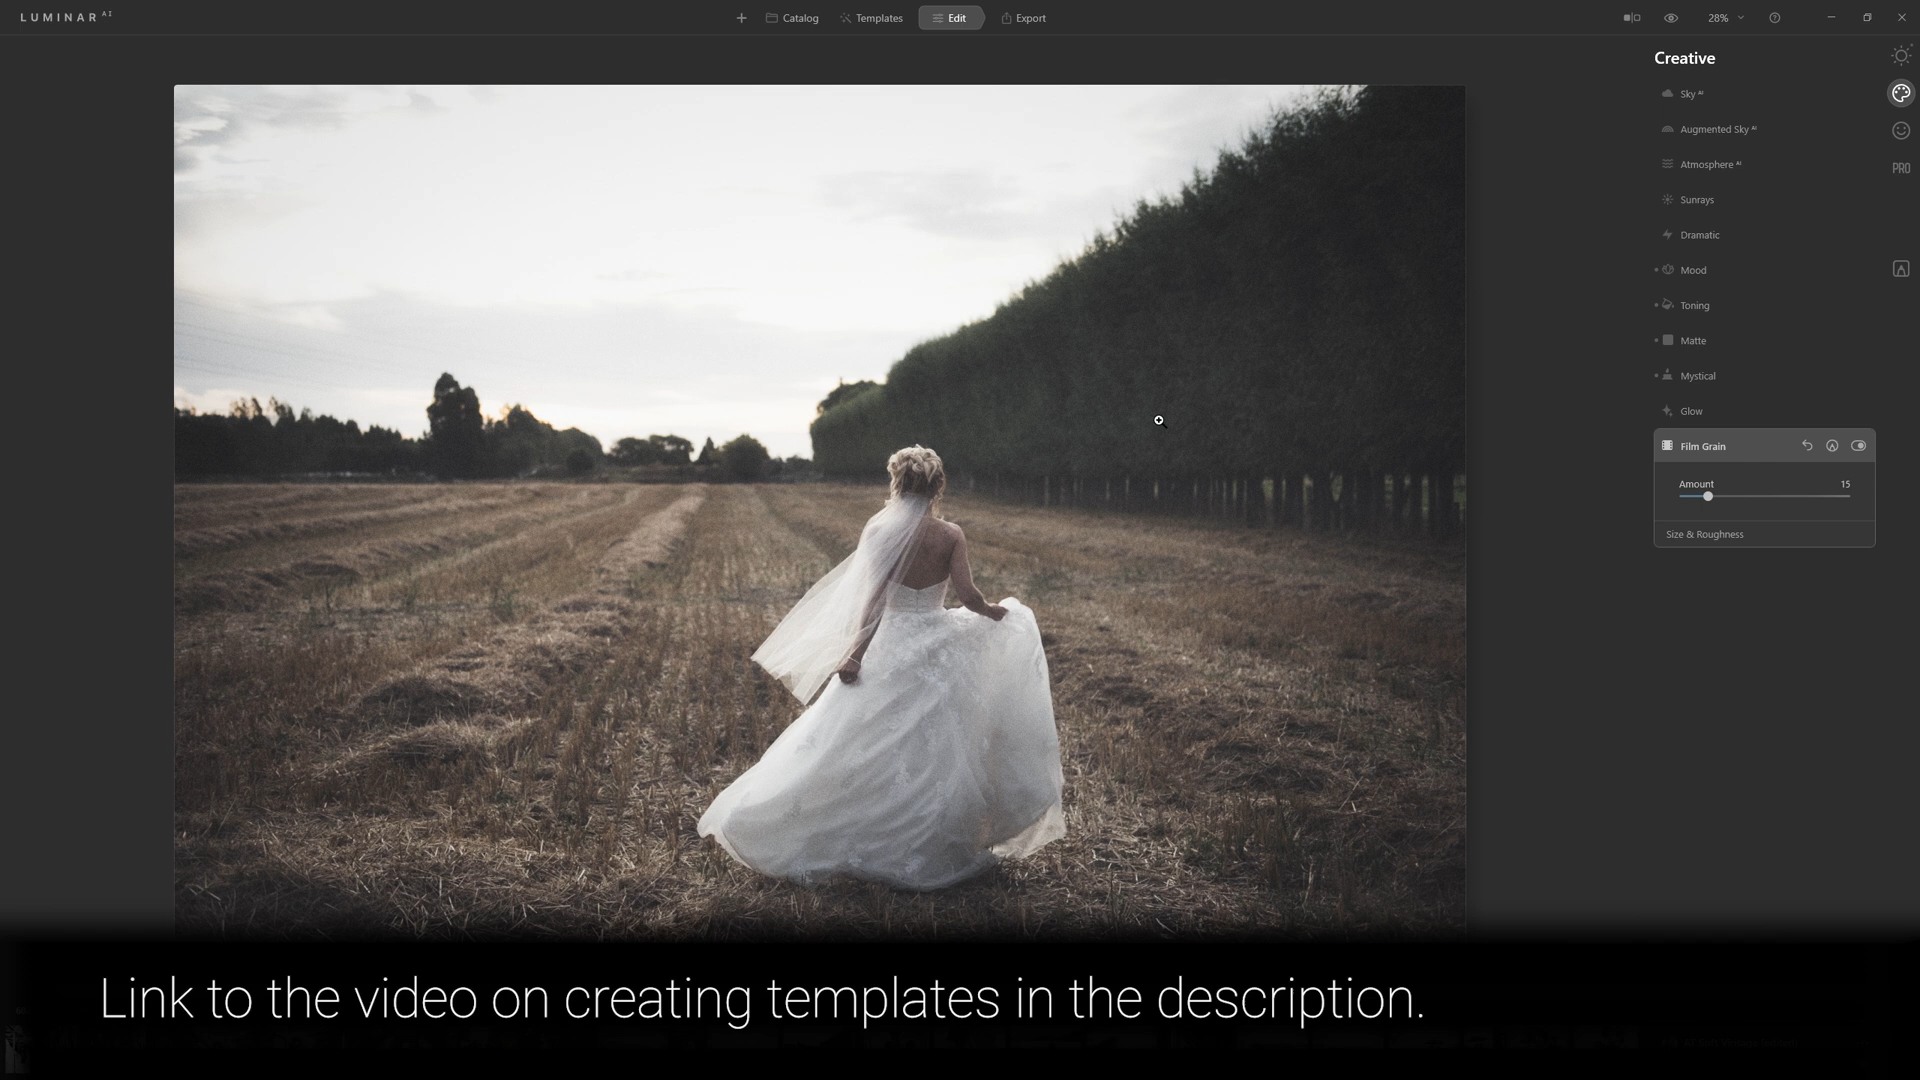 LUMINAR AI
Catalog
Templates
Edit
Export
28%
Creative
Sky AI
Augmented Sky AI
Atmosphere AI
Sunrays
Dramatic
Mood
Toning
Matte
Mystical
Glow
Film Grain
Amount 15
Size & Roughness
PRO
Link to the video on creating templates in the description.